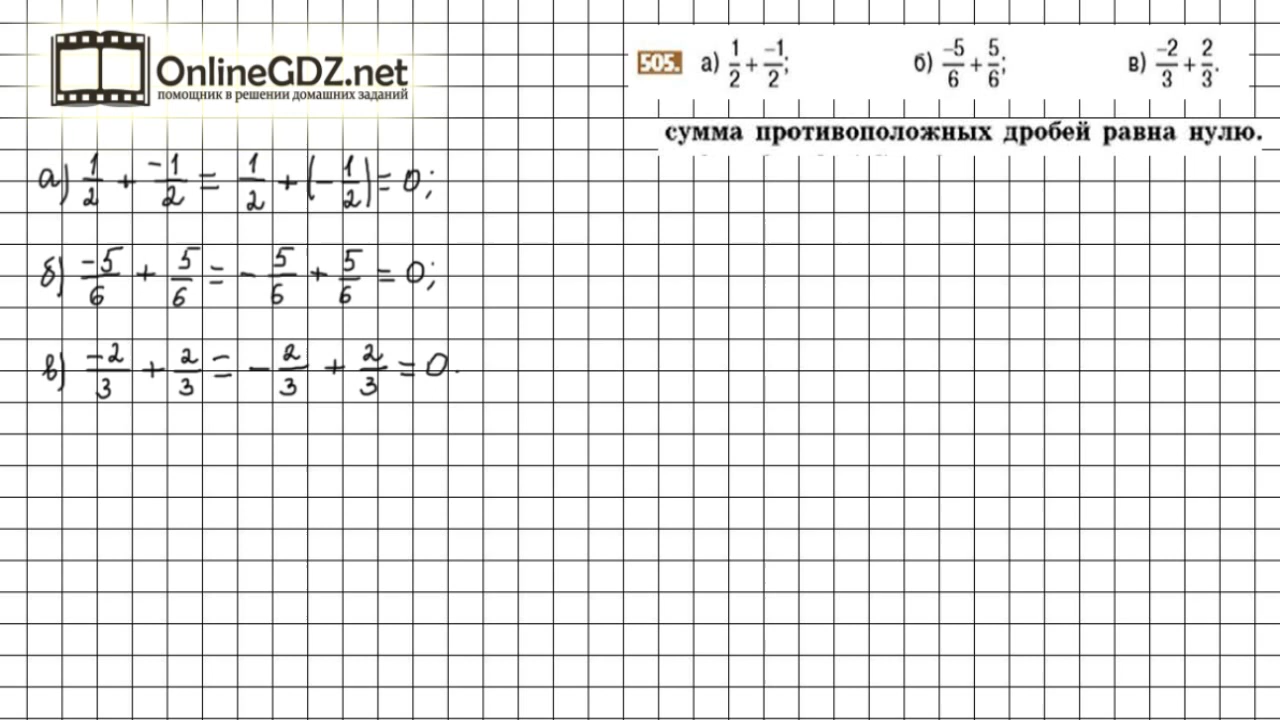 OnlineGDZ.net
помощник в решении домашних заданий
505. а) 1/2 + -1/2; б) -5/6 + 5/6; в) -2/3 + 2/3.
сумма противоположных дробей равна нулю.
а) 1/2 + -1/2 = 1/2 + (-1/2) = 0;
б) -5/6 + 5/6 = -5/6 + 5/6 = 0;
в) -2/3 + 2/3 = -2/3 + 2/3 = 0.